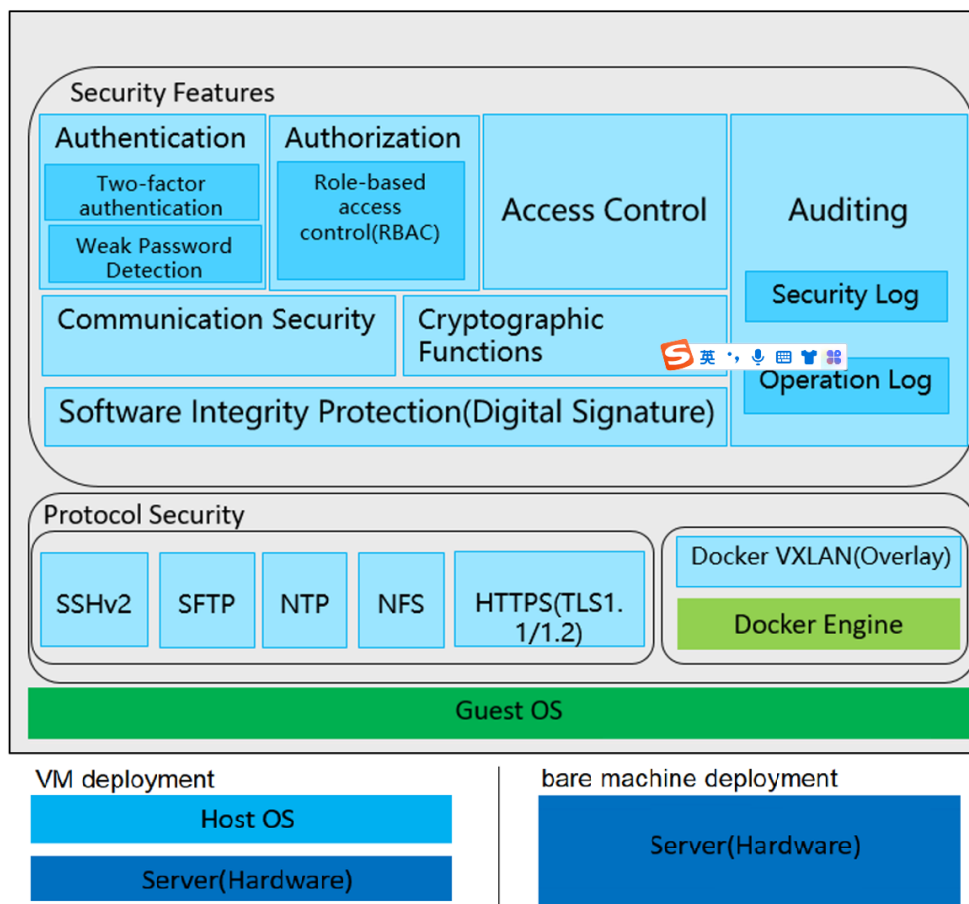 Security Features
Authentication
Two-factor
authentication
Weak Password
Detection
Authorization
Role-based
access
control(RBAC)
Access Control
Auditing
Security Log
Operation Log
Communication Security
Cryptographic
Functions
S 英
Software Integrity Protection(Digital Signature)
Protocol Security
SSHv2
SFTP
NTP
NFS
HTTPS(TLS1.
1/1.2)
Docker VXLAN(Overlay)
Docker Engine
Guest OS
VM deployment
Host OS
Server(Hardware)
bare machine deployment
Server(Hardware)